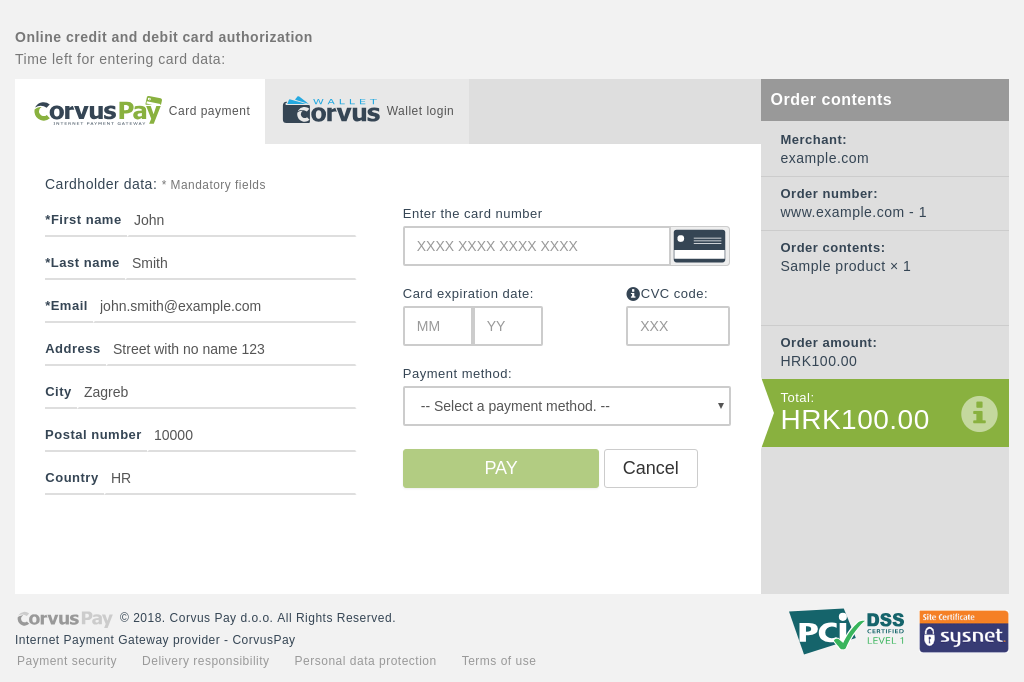 Online credit and debit card authorization
Time left for entering card data:
CorvusPay
INTERNET PAYMENT GATEWAY
Card payment
WALLET
corvus
Wallet login
Cardholder data: * Mandatory fields
*First name John
*Last name Smith
*Email john.smith@example.com
Address Street with no name 123
City Zagreb
Postal number 10000
Country HR
Enter the card number
XXXX XXXX XXXX XXXX
Card expiration date:
CVC code:
MM
YY
XXX
Payment method:
-- Select a payment method. --
PAY
Cancel
Order contents
Merchant:
example.com
Order number:
www.example.com - 1
Order contents:
Sample product × 1
Order amount:
HRK100.00
Total:
HRK100.00
CorvusPay © 2018. Corvus Pay d.o.o. All Rights Reserved.
Internet Payment Gateway provider - CorvusPay
Payment security Delivery responsibility Personal data protection Terms of use
PCi
DSS
CERTIFIED
LEVEL 1
Site Certificate
sysnet